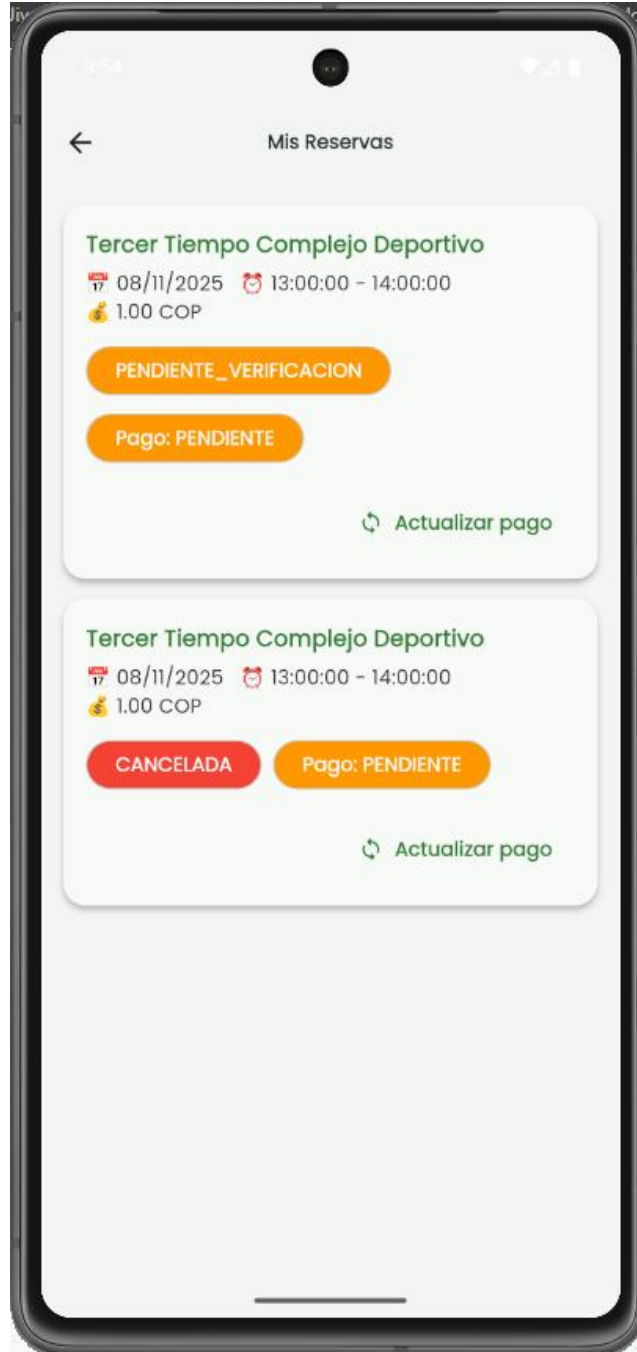 9:54
Mis Reservas
Tercer Tiempo Complejo Deportivo
📅 08/11/2025 ⏰ 13:00:00 - 14:00:00
💰 1.00 COP
PENDIENTE_VERIFICACION
Pago: PENDIENTE
Actualizar pago
Tercer Tiempo Complejo Deportivo
📅 08/11/2025 ⏰ 13:00:00 - 14:00:00
💰 1.00 COP
CANCELADA Pago: PENDIENTE
Actualizar pago